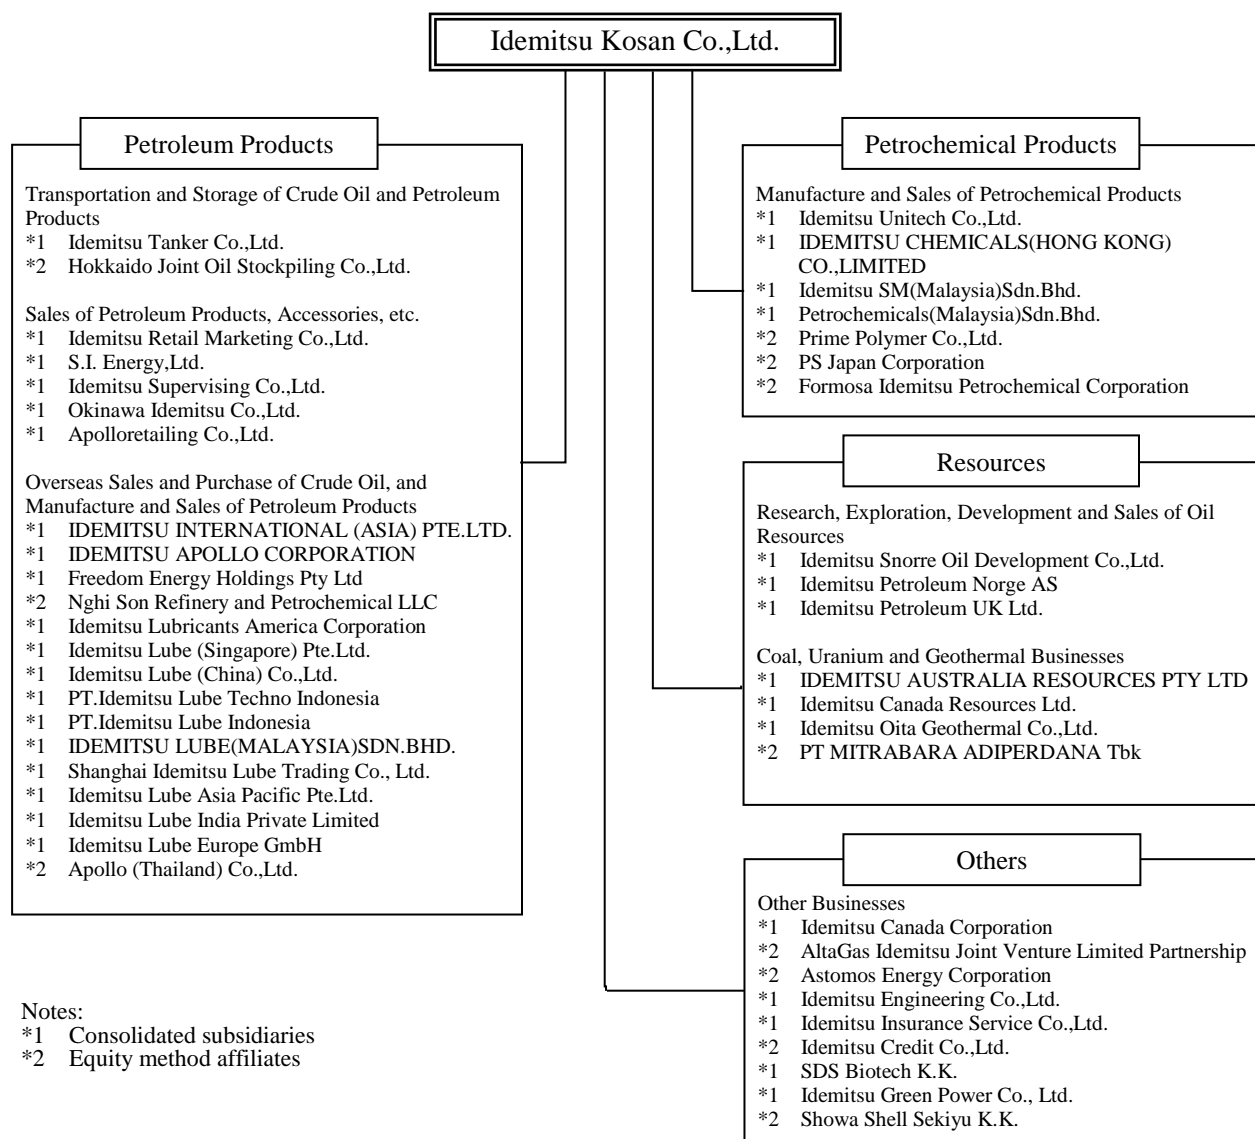 Idemitsu Kosan Co.,Ltd.
Petroleum Products
Transportation and Storage of Crude Oil and Petroleum
Products
*1 Idemitsu Tanker Co.,Ltd.
*2 Hokkaido Joint Oil Stockpiling Co.,Ltd.
Sales of Petroleum Products, Accessories, etc.
*1 Idemitsu Retail Marketing Co.,Ltd.
*1 S.I. Energy,Ltd.
*1 Idemitsu Supervising Co.,Ltd.
*1 Okinawa Idemitsu Co.,Ltd.
*1 Apolloretailing Co.,Ltd.
Overseas Sales and Purchase of Crude Oil, and
Manufacture and Sales of Petroleum Products
*1 IDEMITSU INTERNATIONAL (ASIA) PTE.LTD.
*1 IDEMITSU APOLLO CORPORATION
*1 Freedom Energy Holdings Pty Ltd
*2 Nghi Son Refinery and Petrochemical LLC
*1 Idemitsu Lubricants America Corporation
*1 Idemitsu Lube (Singapore) Pte.Ltd.
*1 Idemitsu Lube (China) Co.,Ltd.
*1 PT.Idemitsu Lube Techno Indonesia
*1 PT.Idemitsu Lube Indonesia
*1 IDEMITSU LUBE(MALAYSIA)SDN.BHD.
*1 Shanghai Idemitsu Lube Trading Co., Ltd.
*1 Idemitsu Lube Asia Pacific Pte.Ltd.
*1 Idemitsu Lube India Private Limited
*1 Idemitsu Lube Europe GmbH
*2 Apollo (Thailand) Co.,Ltd.
Notes:
*1 Consolidated subsidiaries
*2 Equity method affiliates
Petrochemical Products
Manufacture and Sales of Petrochemical Products
*1 Idemitsu Unitech Co.,Ltd.
*1 IDEMITSU CHEMICALS(HONG KONG)
CO.,LIMITED
*1 Idemitsu SM(Malaysia)Sdn.Bhd.
*1 Petrochemicals(Malaysia)Sdn.Bhd.
*2 Prime Polymer Co.,Ltd.
*2 PS Japan Corporation
*2 Formosa Idemitsu Petrochemical Corporation
Resources
Research, Exploration, Development and Sales of Oil
Resources
*1 Idemitsu Snorre Oil Development Co.,Ltd.
*1 Idemitsu Petroleum Norge AS
*1 Idemitsu Petroleum UK Ltd.
Coal, Uranium and Geothermal Businesses
*1 IDEMITSU AUSTRALIA RESOURCES PTY LTD
*1 Idemitsu Canada Resources Ltd.
*1 Idemitsu Oita Geothermal Co.,Ltd.
*2 PT MITRABARA ADIPERDANA Tbk
Others
Other Businesses
*1 Idemitsu Canada Corporation
*2 AltaGas Idemitsu Joint Venture Limited Partnership
*2 Astomos Energy Corporation
*1 Idemitsu Engineering Co.,Ltd.
*1 Idemitsu Insurance Service Co.,Ltd.
*2 Idemitsu Credit Co.,Ltd.
*1 SDS Biotech K.K.
*1 Idemitsu Green Power Co., Ltd.
*2 Showa Shell Sekiyu K.K.